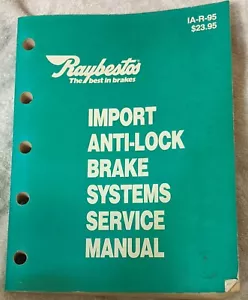 IA-R-95
$23.95
Raybestos
The best in brakes
IMPORT
ANTI-LOCK
BRAKE
SYSTEMS
SERVICE
MANUAL